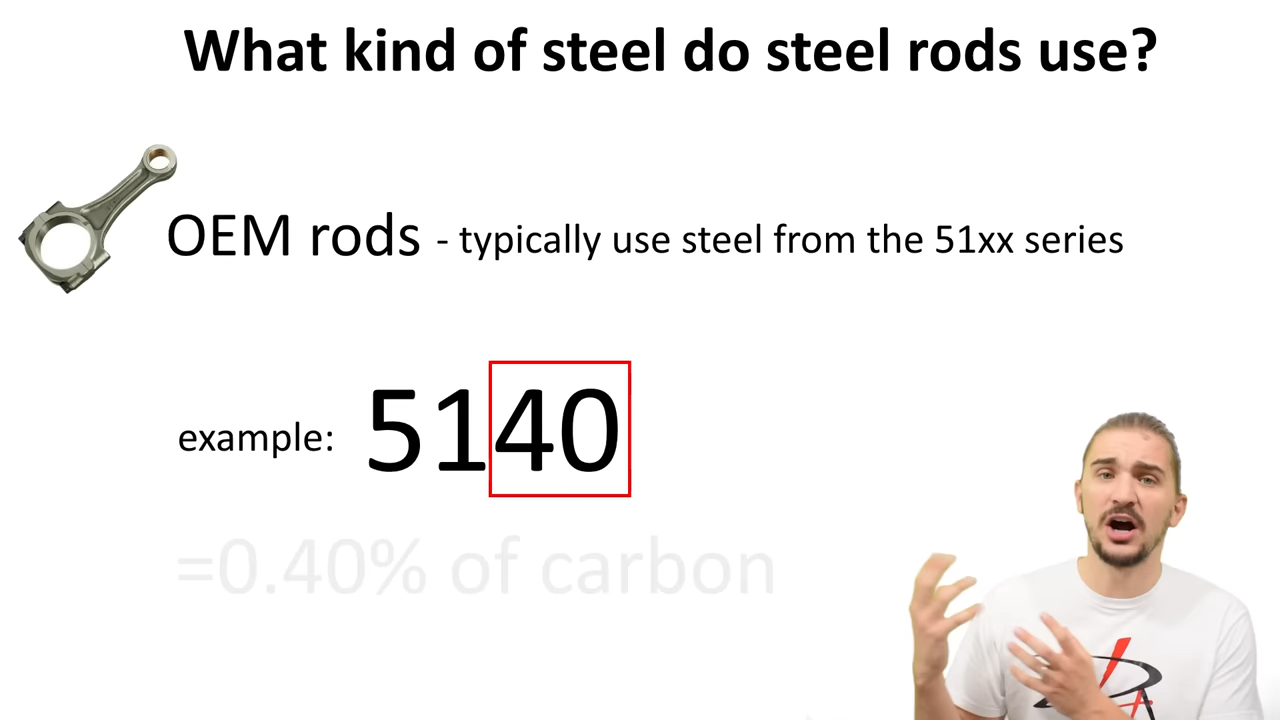 What kind of steel do steel rods use?
OEM rods - typically use steel from the 51xx series
example: 5140
=0.40% of carbon